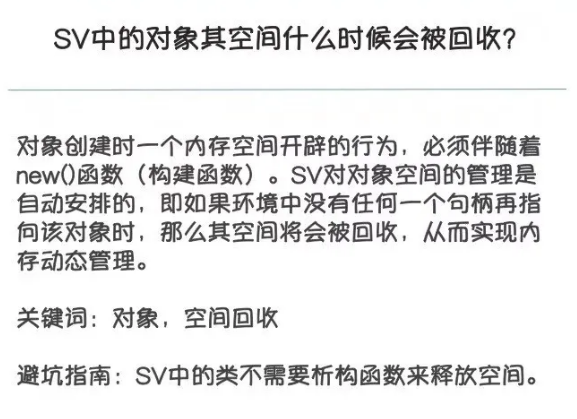 SV中的对象其空间什么时候会被回收？
对象创建时一个内存空间开辟的行为，必须伴随着
new()函数（构建函数）。SV对对象空间的管理是
自动安排的，即如果环境中没有任何一个句柄再指
向该对象时，那么其空间将会被回收，从而实现内
存动态管理。
关键词：对象，空间回收
避坑指南：SV中的类不需要析构函数来释放空间。